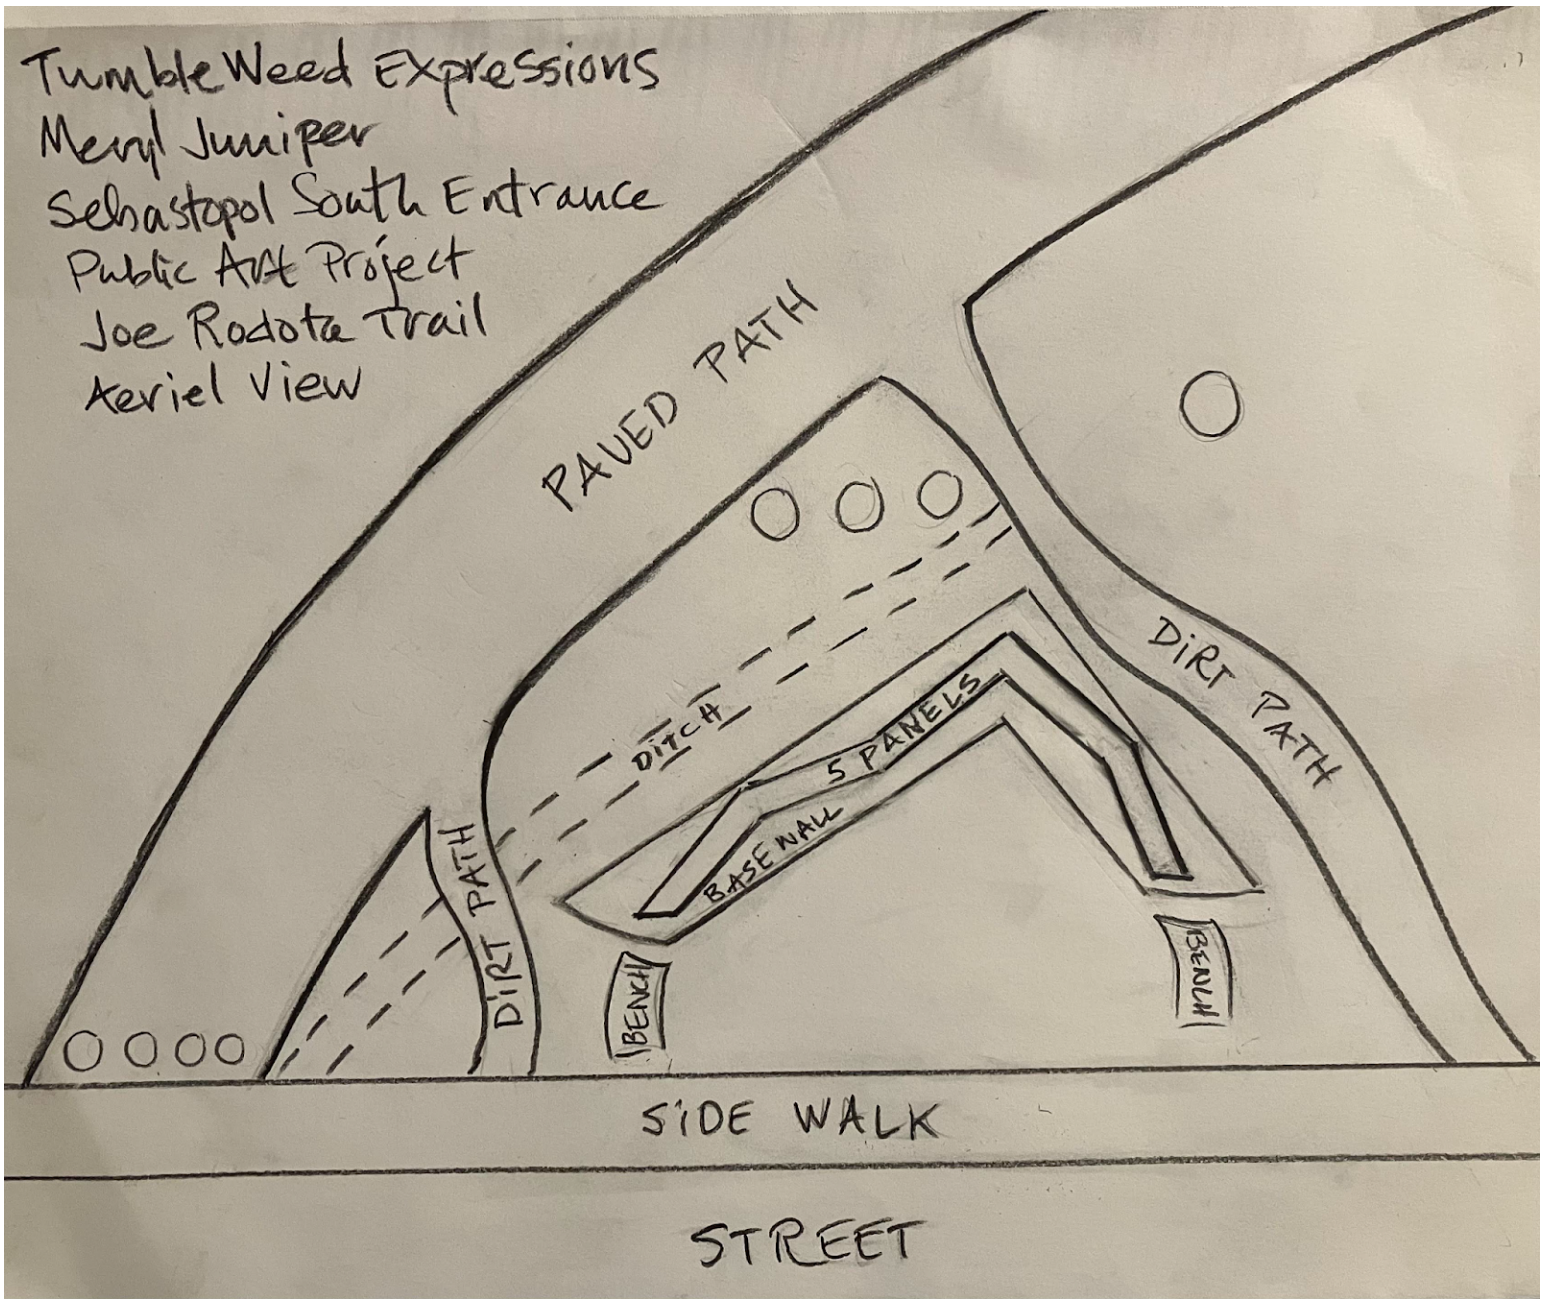 TumbleWeed Expressions
Meryl Juniper
Sebastopol South Entrance
Public Art Project
Joe Rodota Trail
Aeriel View
PAVED PATH
DiRT PATH
DiTCH
5 PANELS
BASE WALL
DiRT PATH
BENCH
BENCH
SiDE WALK
STREET